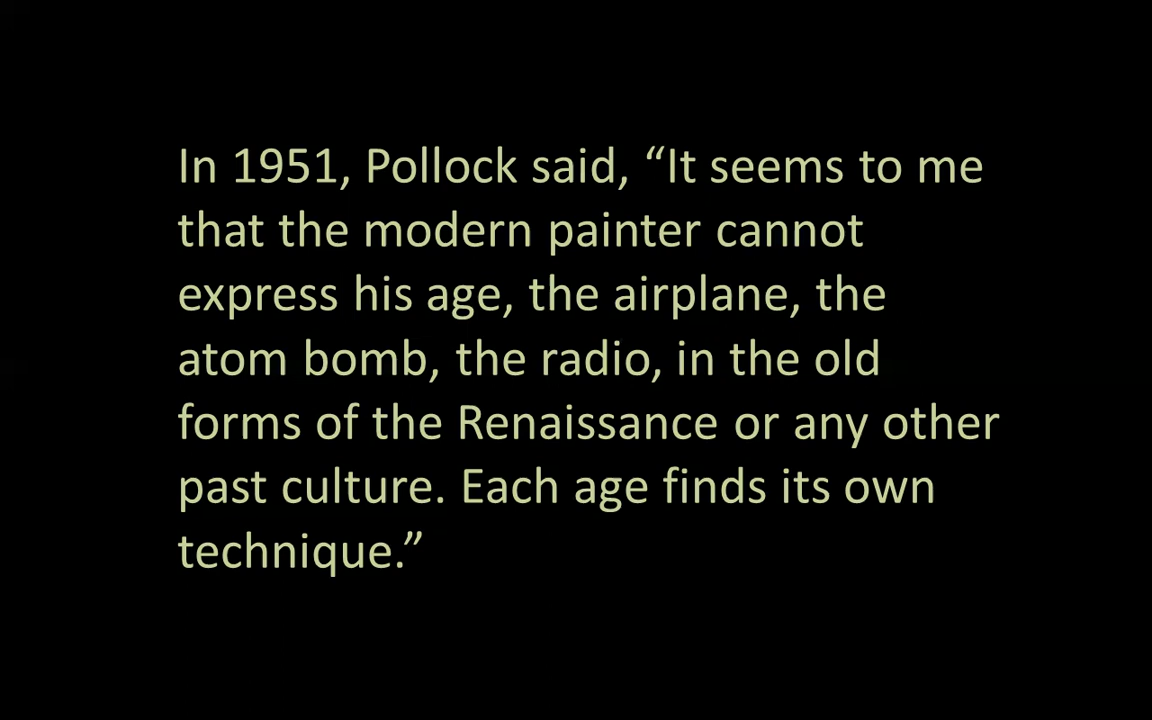 In 1951, Pollock said, “It seems to me
that the modern painter cannot
express his age, the airplane, the
atom bomb, the radio, in the old
forms of the Renaissance or any other
past culture. Each age finds its own
technique.”